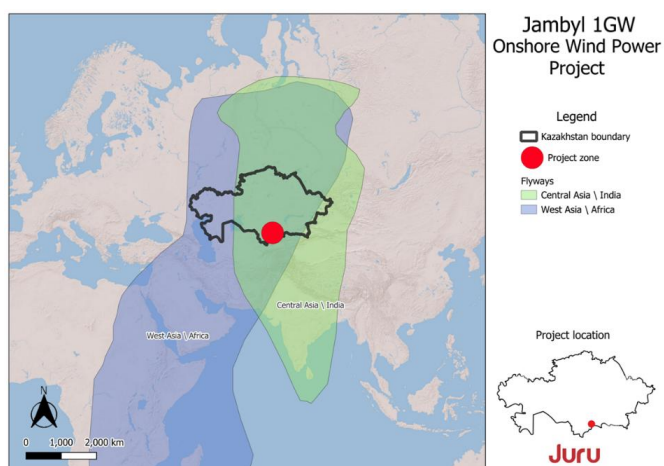 Jambyl 1GW
Onshore Wind Power
Project
Legend
Kazakhstan boundary
Project zone
Flyways
Central Asia \ India
West Asia \ Africa
Central Asia \ India
West Asia \ Africa
N
0 1,000 2,000 km
Project location
Juru